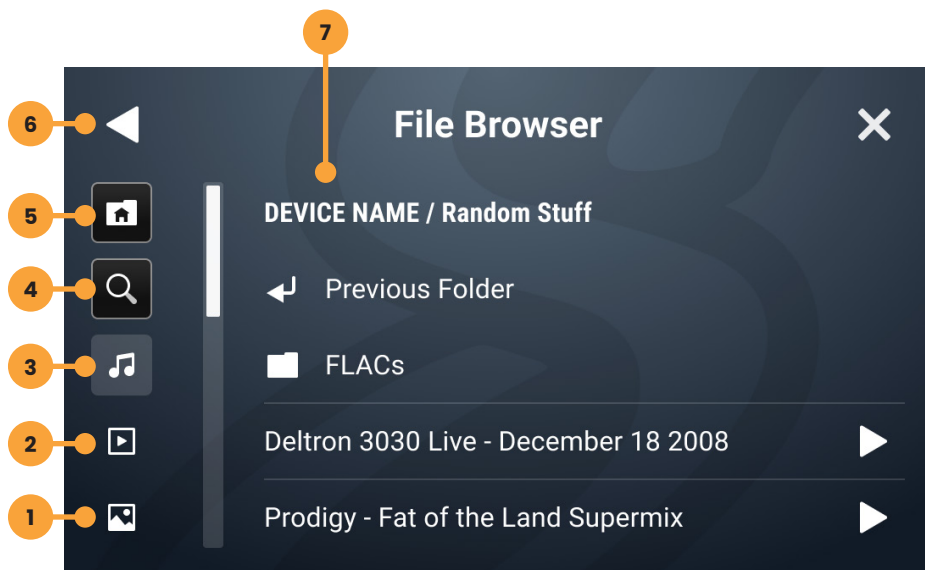 7
6
File Browser
5
DEVICE NAME / Random Stuff
4
Previous Folder
3
FLACs
2
Deltron 3030 Live - December 18 2008
1
Prodigy - Fat of the Land Supermix